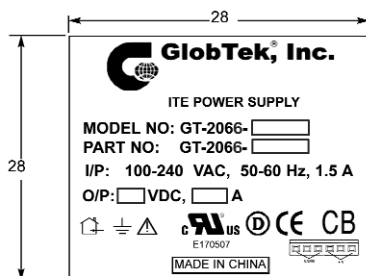 28
28
GlobTek, Inc.
ITE POWER SUPPLY
MODEL NO: GT-2066-
PART NO: GT-2066-
I/P: 100-240 VAC, 50-60 Hz, 1.5 A
O/P: VDC, A
c RU US D CE CB
E170507
MADE IN CHINA